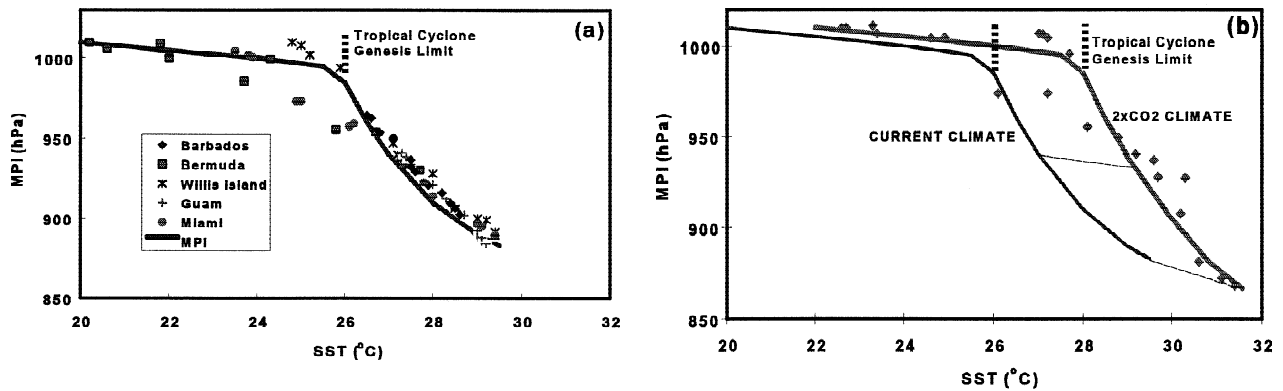 (a)
Tropical Cyclone
Genesis Limit
MPI (hPa)
1000
950
900
850
Barbados
Bermuda
Willis Island
Guam
Miami
MPI
20 22 24 26 28 30 32
SST (°C)
(b)
Tropical Cyclone
Genesis Limit
MPI (hPa)
1000
950
900
850
CURRENT CLIMATE
2xCO2 CLIMATE
20 22 24 26 28 30 32
SST (°C)